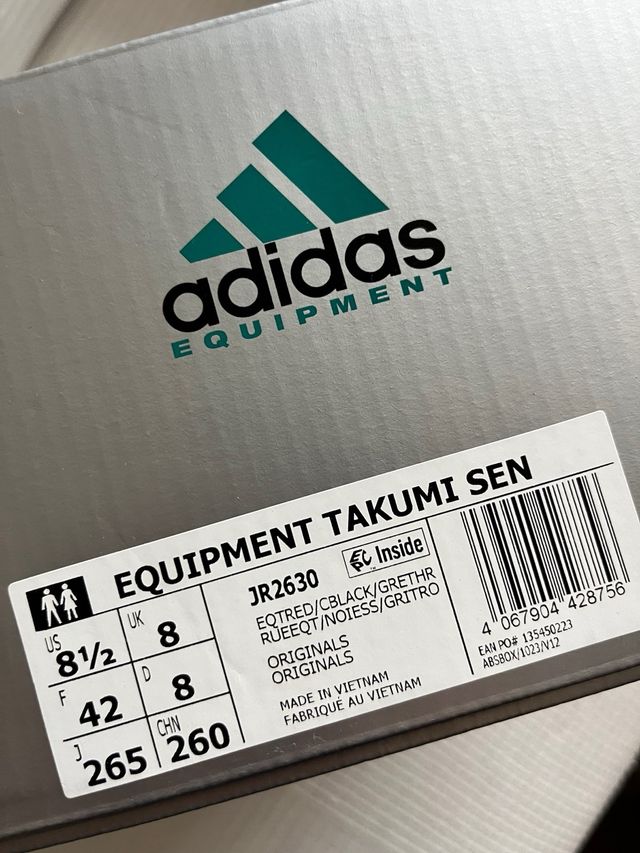 adidas
EQUIPMENT
EQUIPMENT TAKUMI SEN
US 8½
UK 8
F 42
D 8
J 265
CHN 260
JR2630
Inside
EQTRED/CBLACK/GRETHR
RUEEQT/NOIESS/GRITRO
ORIGINALS
ORIGINALS
MADE IN VIETNAM
FABRIQUÉ AU VIETNAM
4 067904 428756
EAN PO# 135450223
ABSBOX/1023/V12